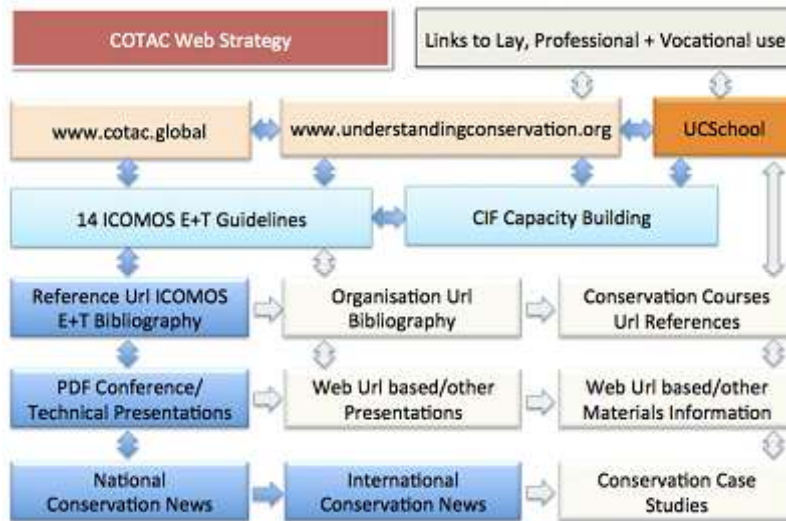 COTAC Web Strategy
Links to Lay, Professional + Vocational use
www.cotac.global
www.understandingconservation.org
UCSchool
14 ICOMOS E+T Guidelines
CIF Capacity Building
Reference Url ICOMOS
E+T Bibliography
Organisation Url
Bibliography
Conservation Courses
Url References
PDF Conference/
Technical Presentations
Web Url based/other
Presentations
Web Url based/other
Materials Information
National
Conservation News
International
Conservation News
Conservation Case
Studies